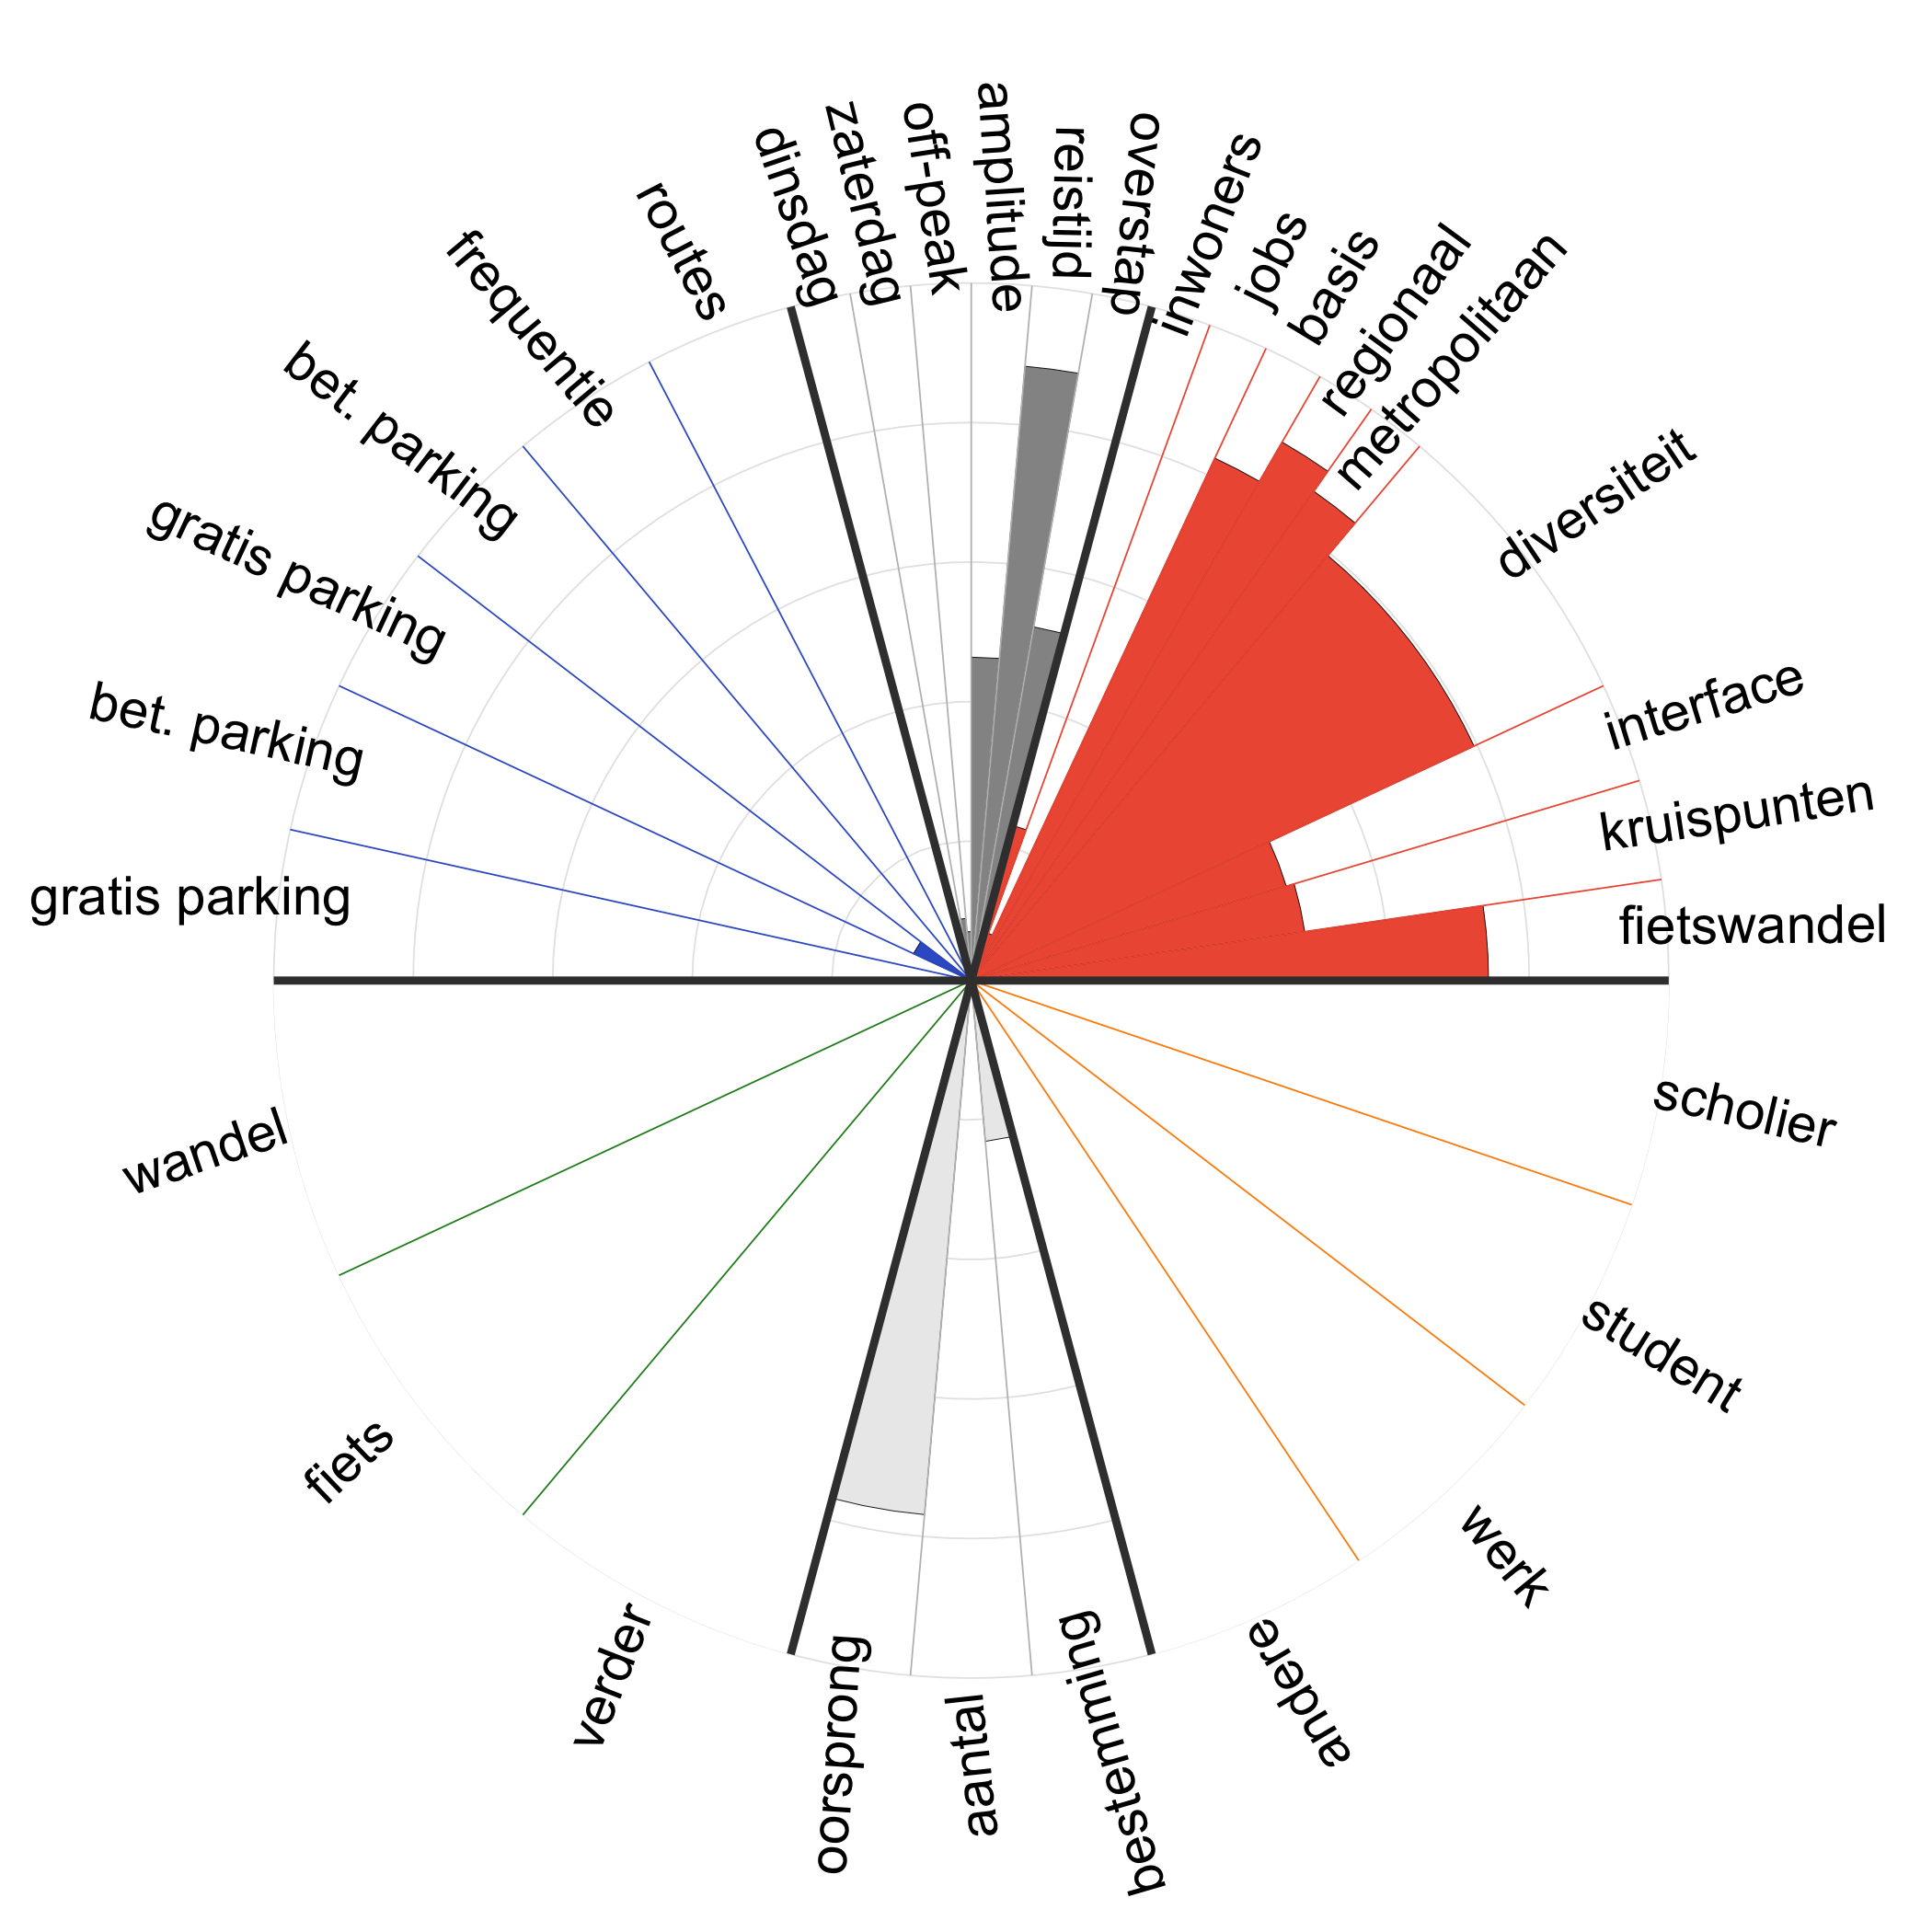 dinsdag
zaterdag
off-peak
amplitude
reistijd
overstap
inwoners
jobs
basis
regionaal
metropolitaan
diversiteit
interface
kruispunten
fietswandel
scholier
student
werk
andere
bestemming
aantal
oorsprong
verder
fiets
wandel
gratis parking
bet. parking
gratis parking
bet. parking
frequentie
routes